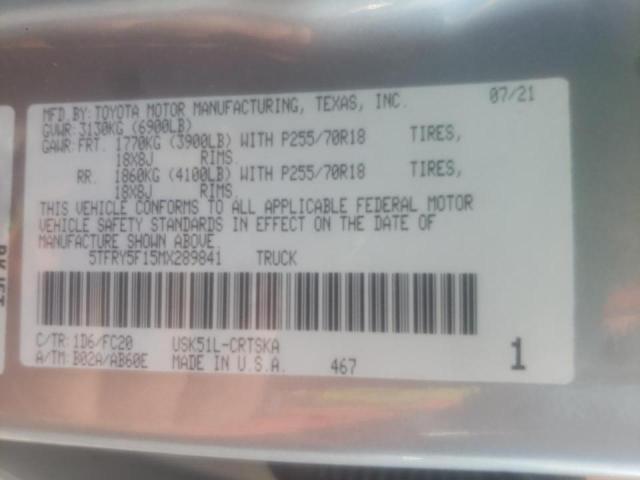 MFD.BY:TOYOTA MOTOR MANUFACTURING, TEXAS, INC. 07/21
GVWR:3130KG (6900LB)
GAWR:FRT. 1770KG (3900LB) WITH P255/70R18 TIRES,
18X8J RIMS.
RR. 1860KG (4100LB) WITH P255/70R18 TIRES,
18X8J RIMS.
THIS VEHICLE CONFORMS TO ALL APPLICABLE FEDERAL MOTOR
VEHICLE SAFETY STANDARDS IN EFFECT ON THE DATE OF
MANUFACTURE SHOWN ABOVE.
5TFRY5F15MX289841 TRUCK
C/TR:1D6/FC20 USK51L-CRTSKA
A/TM:B02A/AB60E MADE IN U.S.A. 467 1